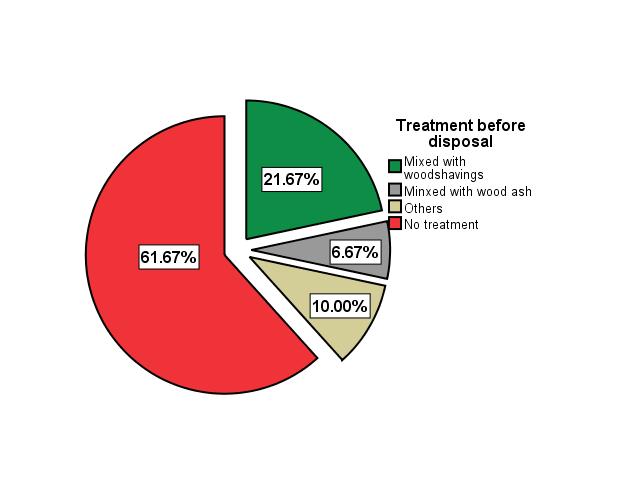 Treatment before
disposal
Mixed with
woodshavings
Minxed with wood ash
Others
No treatment
21.67%
6.67%
61.67%
10.00%